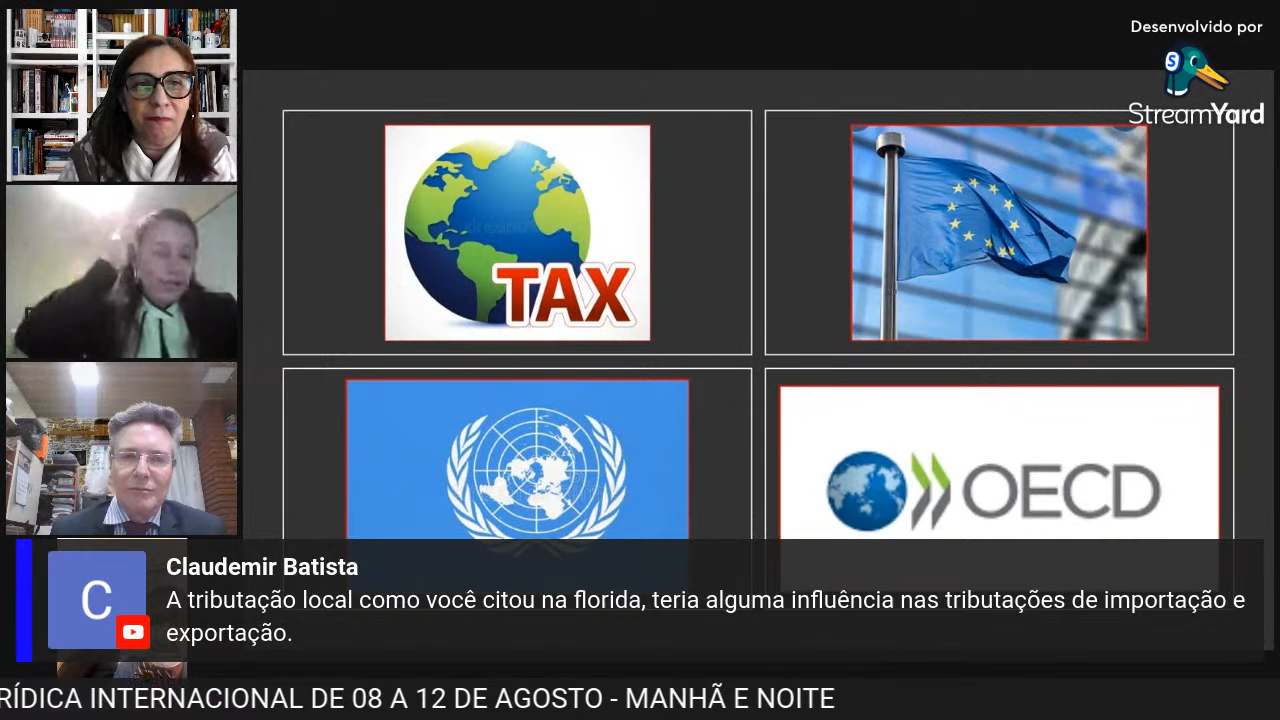 Desenvolvido por
StreamYard
TAX
OECD
C
Claudemir Batista
A tributação local como você citou na florida, teria alguma influência nas tributações de importação e
exportação.
RÍDICA INTERNACIONAL DE 08 A 12 DE AGOSTO - MANHÃ E NOITE